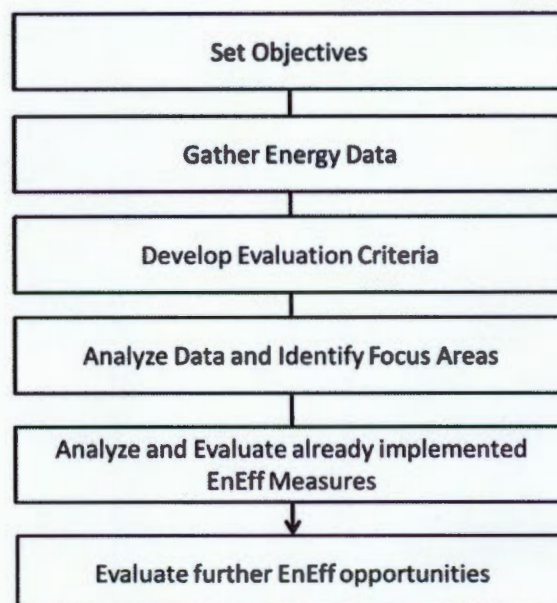 Set Objectives
Gather Energy Data
Develop Evaluation Criteria
Analyze Data and Identify Focus Areas
Analyze and Evaluate already implemented
EnEff Measures
Evaluate further EnEff opportunities